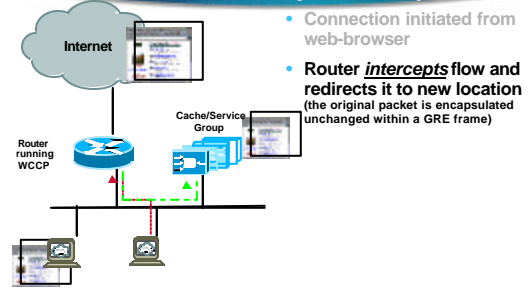 Internet
Cache/Service
Group
Router
running
WCCP
• Connection initiated from
web-browser
• Router intercepts flow and
redirects it to new location
(the original packet is encapsulated
unchanged within a GRE frame)